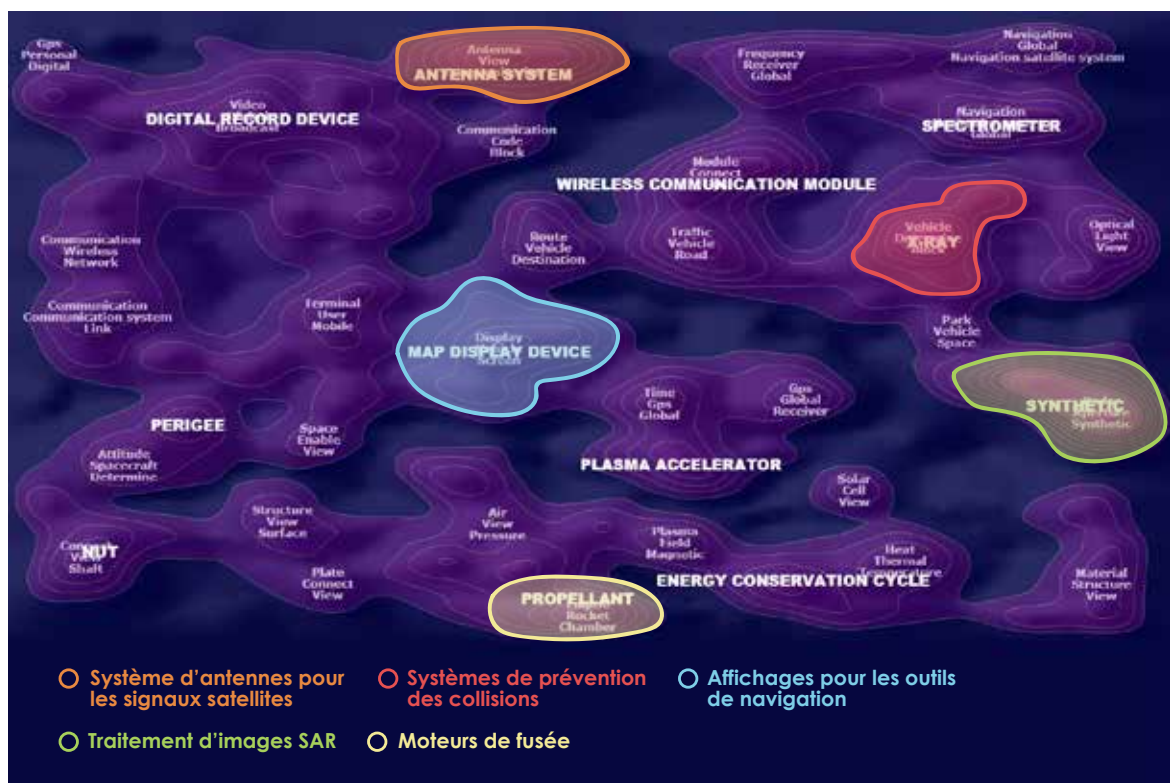 Gps
Personal
Digital
Antenna
View
ANTENNA SYSTEM
Frequency
Receiver
Global
Navigation
Global
Navigation satellite system
Video
DIGITAL RECORD DEVICE
Broadcast
Communication
Code
Block
Navigation
SPECTROMETER
Global
Module
Connect
WIRELESS COMMUNICATION MODULE
Communication
Wireless
Network
Route
Vehicle
Destination
Traffic
Vehicle
Road
Vehicle
X-RAY
Optical
Light
View
Communication
Communication system
Link
Terminal
User
Mobile
Display
MAP DISPLAY DEVICE
Screen
Park
Vehicle
Space
Time
Gps
Global
Gps
Global
Receiver
SYNTHETIC
Synthetic
PERIGEE
Space
Enable
View
Attitude
Spacecraft
Determine
PLASMA ACCELERATOR
Solar
Cell
View
Structure
View
Surface
Air
View
Pressure
Plasma
Field
Magnetic
NUT
Shaft
Heat
Thermal
Temperature
ENERGY CONSERVATION CYCLE
Plate
Connect
View
Material
Structure
View
PROPELLANT
Rocket
Chamber
Système d'antennes pour
les signaux satellites
Systèmes de prévention
des collisions
Affichages pour les outils
de navigation
Traitement d'images SAR
Moteurs de fusée